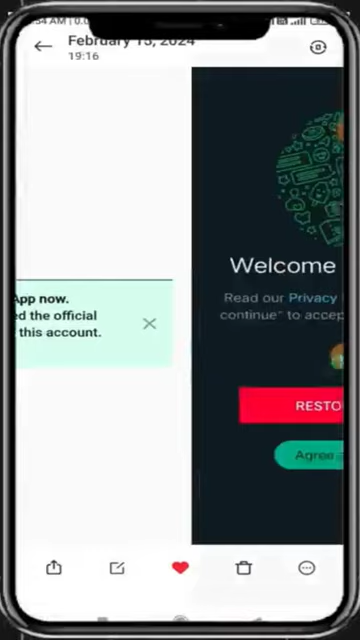 February 15, 2024
19:16
App now.
ed the official
this account.
Welcome
Read our Privacy
continue" to accep
RESTO
Agree